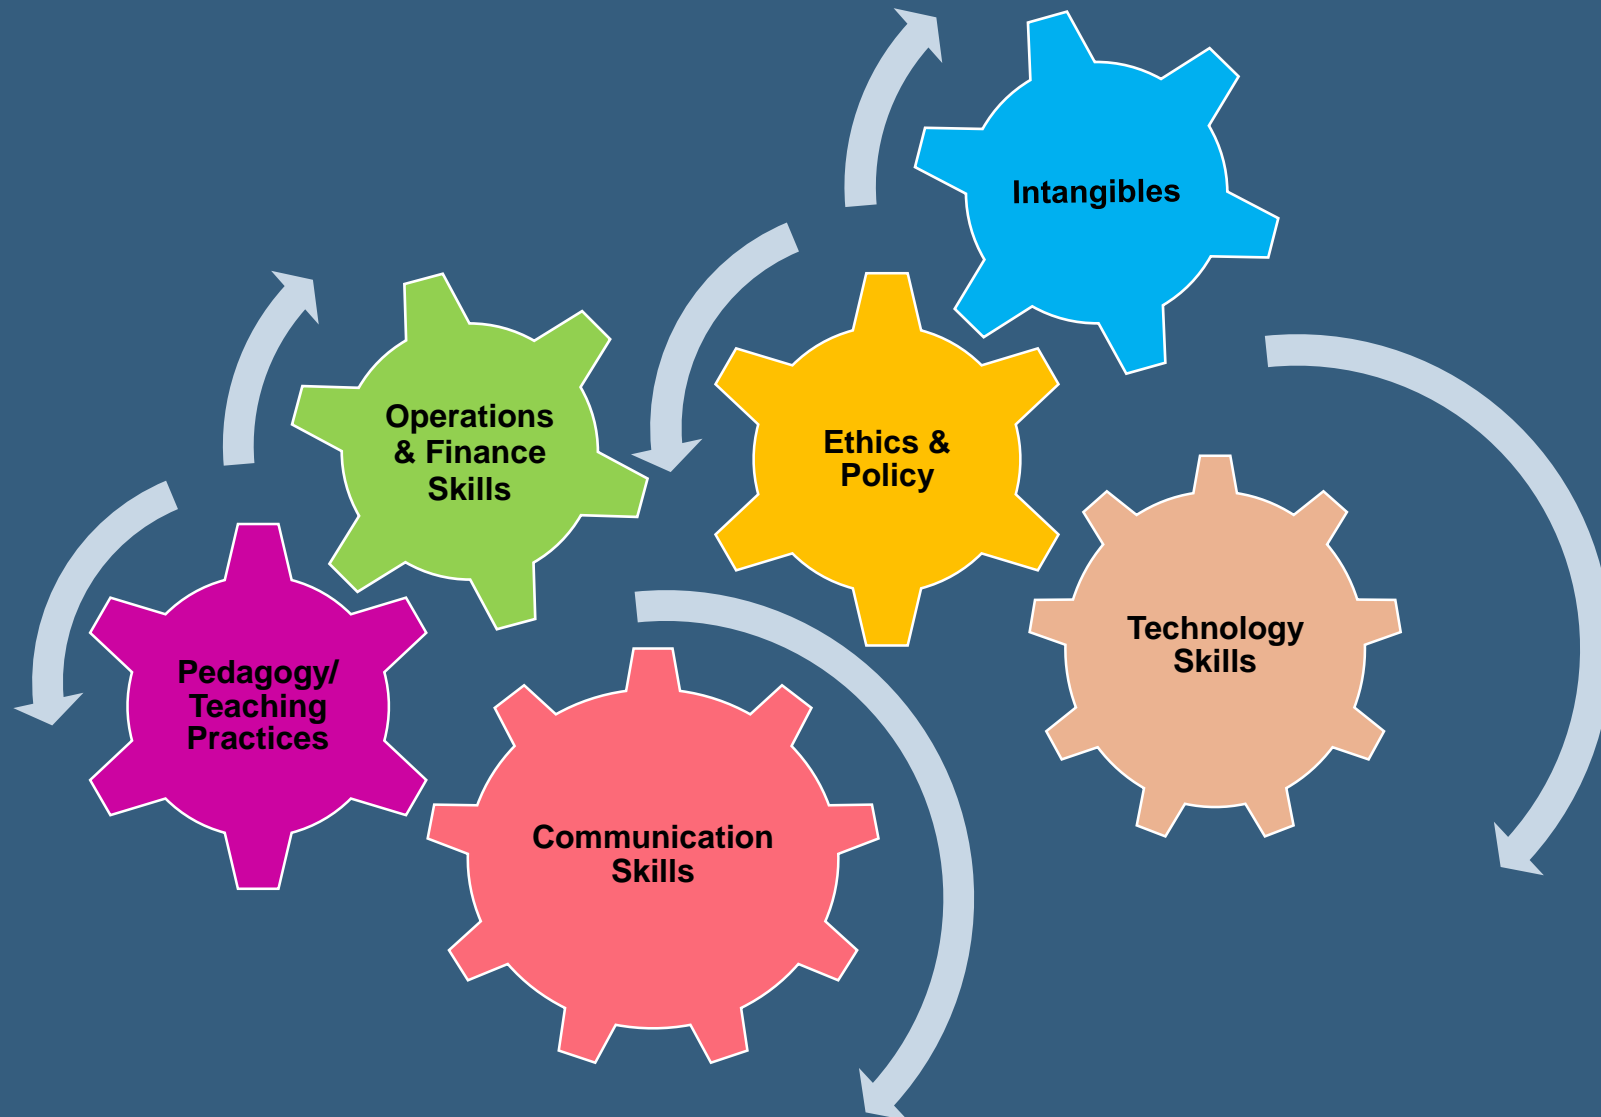 Intangibles
Operations
& Finance
Skills
Ethics &
Policy
Technology
Skills
Pedagogy/
Teaching
Practices
Communication
Skills